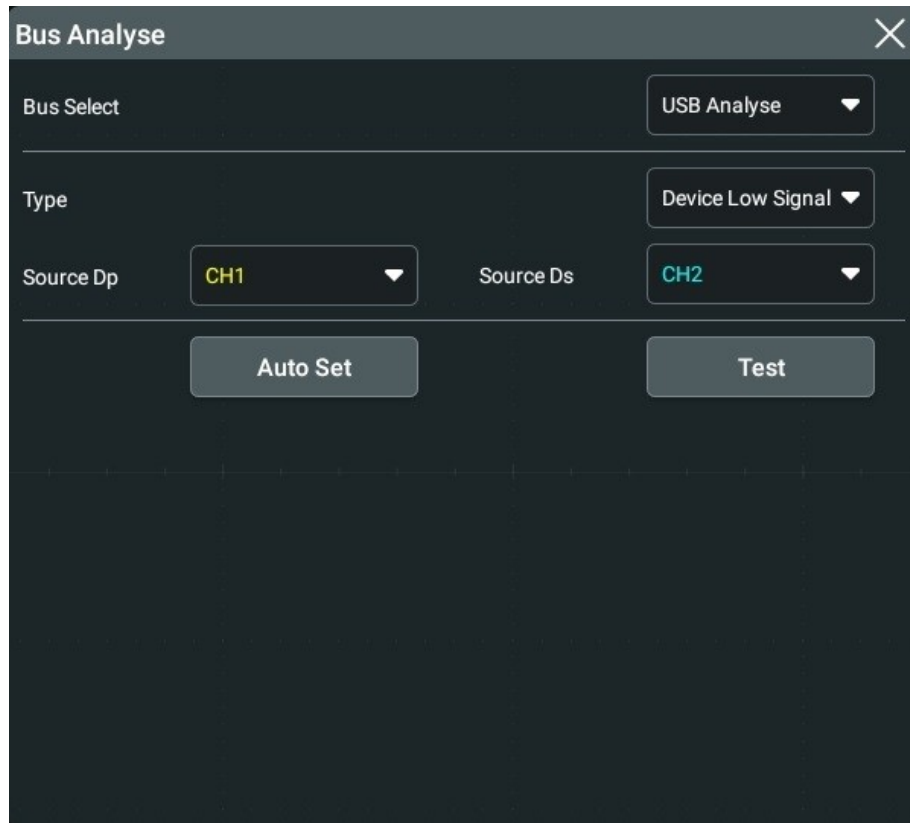 Bus Analyse
Bus Select USB Analyse
Type Device Low Signal
Source Dp CH1 Source Ds CH2
Auto Set Test